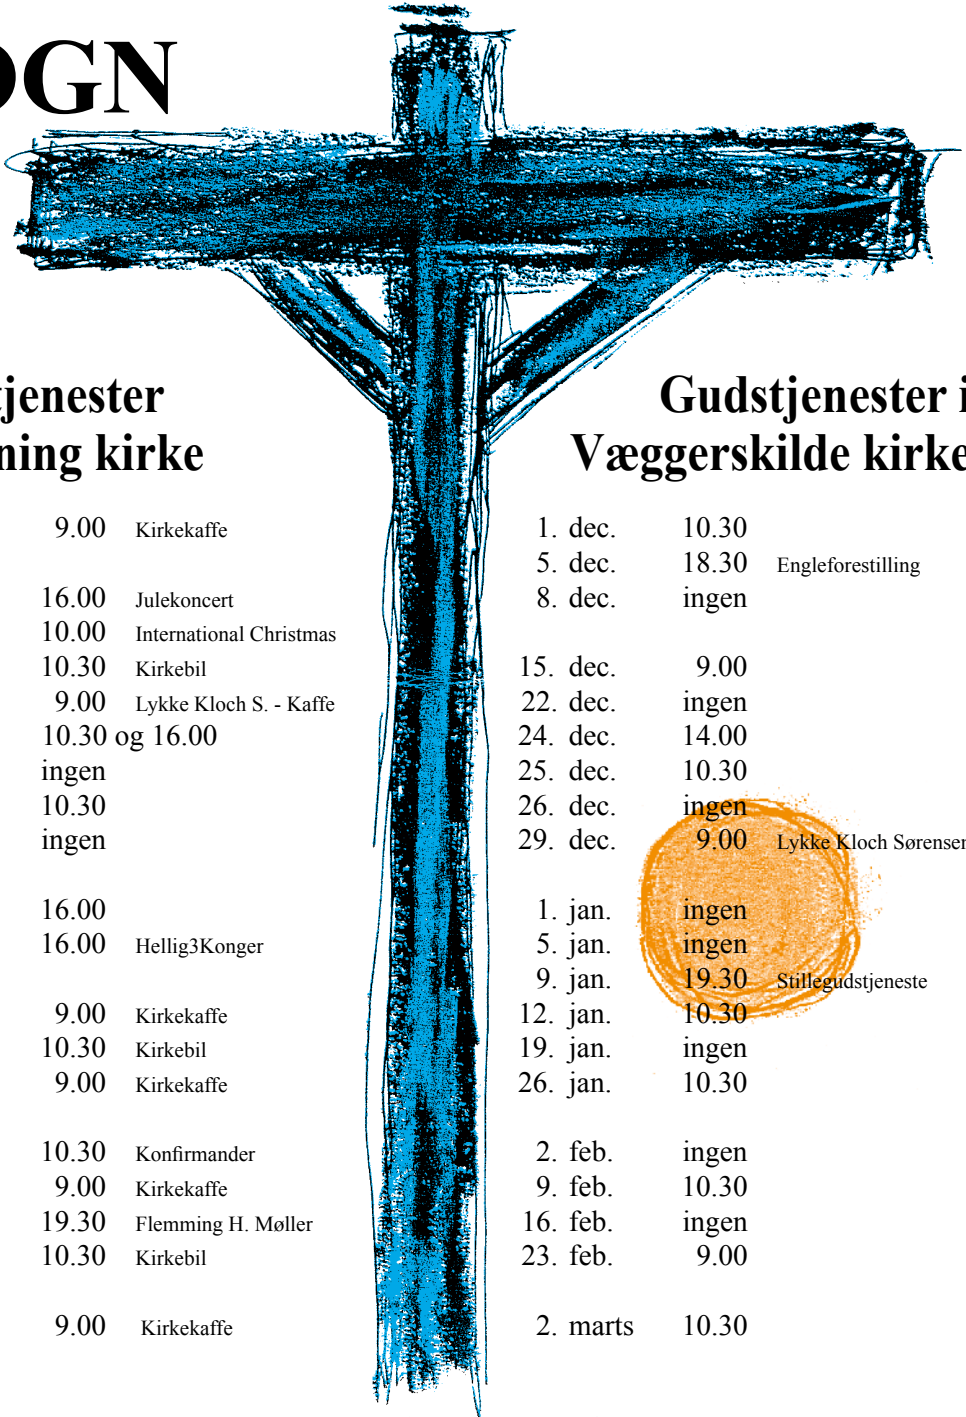 OGN
tjenester
ning kirke
9.00 Kirkekaffe
16.00 Julekoncert
10.00 International Christmas
10.30 Kirkebil
9.00 Lykke Kloch S. - Kaffe
10.30 og 16.00
ingen
10.30
ingen
16.00
16.00 Hellig3Konger
9.00 Kirkekaffe
10.30 Kirkebil
9.00 Kirkekaffe
10.30 Konfirmander
9.00 Kirkekaffe
19.30 Flemming H. Møller
10.30 Kirkebil
9.00 Kirkekaffe
Gudstjenester i
Væggerskilde kirke
1. dec. 10.30
5. dec. 18.30 Engleforestilling
8. dec. ingen
15. dec. 9.00
22. dec. ingen
24. dec. 14.00
25. dec. 10.30
26. dec. ingen
29. dec. 9.00 Lykke Kloch Sørensen
1. jan. ingen
5. jan. ingen
9. jan. 19.30 Stillegudstjeneste
12. jan. 10.30
19. jan. ingen
26. jan. 10.30
2. feb. ingen
9. feb. 10.30
16. feb. ingen
23. feb. 9.00
2. marts 10.30